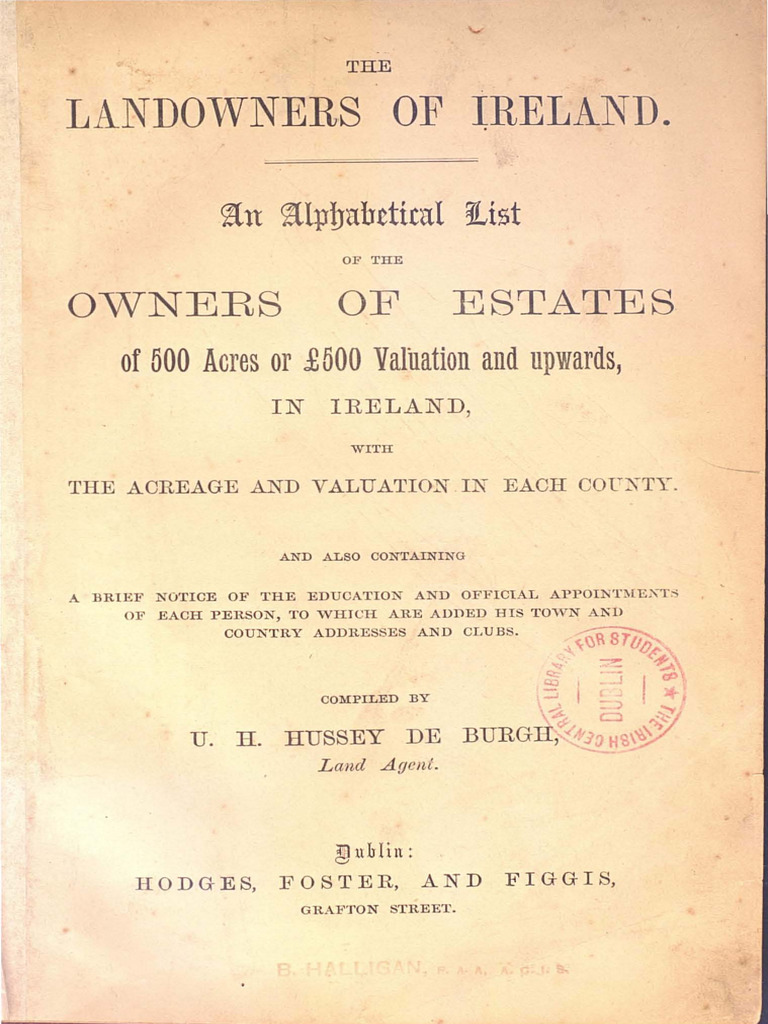 THE
LANDOWNERS OF IRELAND.
An Alphabetical List
OF THE
OWNERS OF ESTATES
of 500 Acres or £500 Valuation and upwards,
IN IRELAND,
WITH
THE ACREAGE AND VALUATION IN EACH COUNTY.
AND ALSO CONTAINING
A BRIEF NOTICE OF THE EDUCATION AND OFFICIAL APPOINTMENTS
OF EACH PERSON, TO WHICH ARE ADDED HIS TOWN AND
COUNTRY ADDRESSES AND CLUBS.
THE IRISH CENTRAL LIBRARY FOR STUDENTS ★
DUBLIN
COMPILED BY
U. H. HUSSEY DE BURGH,
Land Agent.
Dublin:
HODGES, FOSTER, AND FIGGIS,
GRAFTON STREET.
B. HALLIGAN,